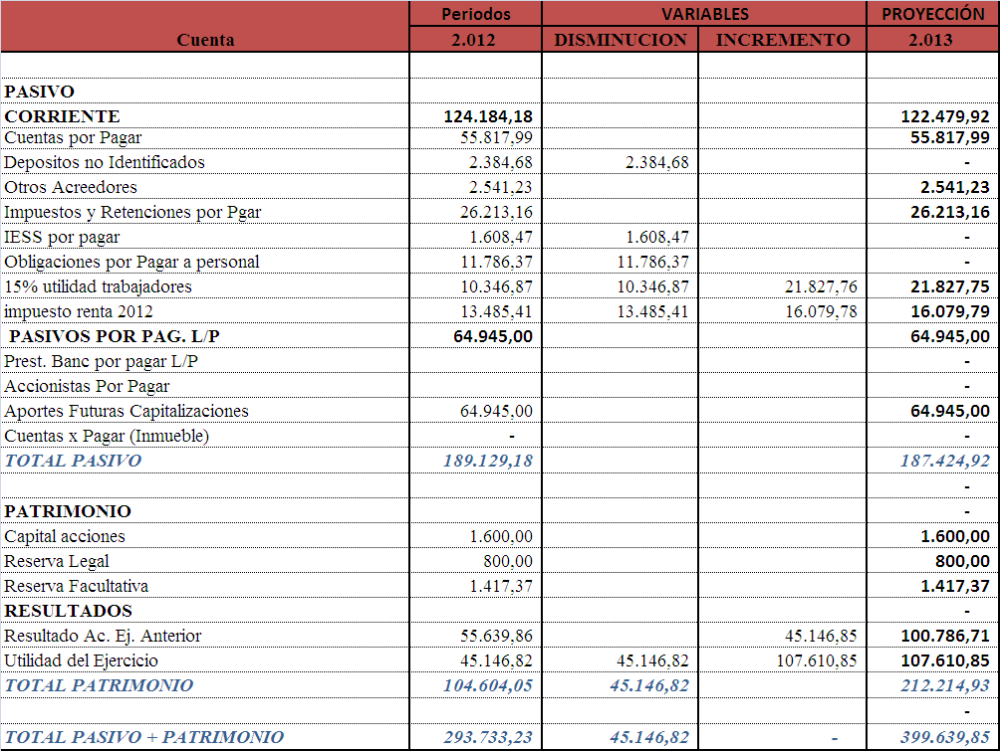 Periodos VARIABLES PROYECCIÓN
Cuenta 2.012 DISMINUCION INCREMENTO 2.013
PASIVO
CORRIENTE 124.184,18 122.479,92
Cuentas por Pagar 55.817,99 55.817,99
Depositos no Identificados 2.384,68 2.384,68 -
Otros Acreedores 2.541,23 2.541,23
Impuestos y Retenciones por Pgar 26.213,16 26.213,16
IESS por pagar 1.608,47 1.608,47 -
Obligaciones por Pagar a personal 11.786,37 11.786,37 -
15% utilidad trabajadores 10.346,87 10.346,87 21.827,76 21.827,75
impuesto renta 2012 13.485,41 13.485,41 16.079,78 16.079,79
PASIVOS POR PAG. L/P 64.945,00 64.945,00
Prest. Banc por pagar L/P -
Accionistas Por Pagar -
Aportes Futuras Capitalizaciones 64.945,00 64.945,00
Cuentas x Pagar (Inmueble) - -
TOTAL PASIVO 189.129,18 187.424,92
-
PATRIMONIO -
Capital acciones 1.600,00 1.600,00
Reserva Legal 800,00 800,00
Reserva Facultativa 1.417,37 1.417,37
RESULTADOS -
Resultado Ac. Ej. Anterior 55.639,86 45.146,85 100.786,71
Utilidad del Ejercicio 45.146,82 45.146,82 107.610,85 107.610,85
TOTAL PATRIMONIO 104.604,05 45.146,82 212.214,93
-
TOTAL PASIVO + PATRIMONIO 293.733,23 45.146,82 - 399.639,85